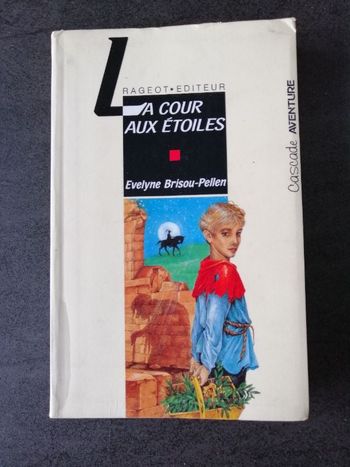 RAGEOT•EDITEUR
LA COUR
AUX ÉTOILES
Evelyne Brisou-Pellen
Cascade AVENTURE